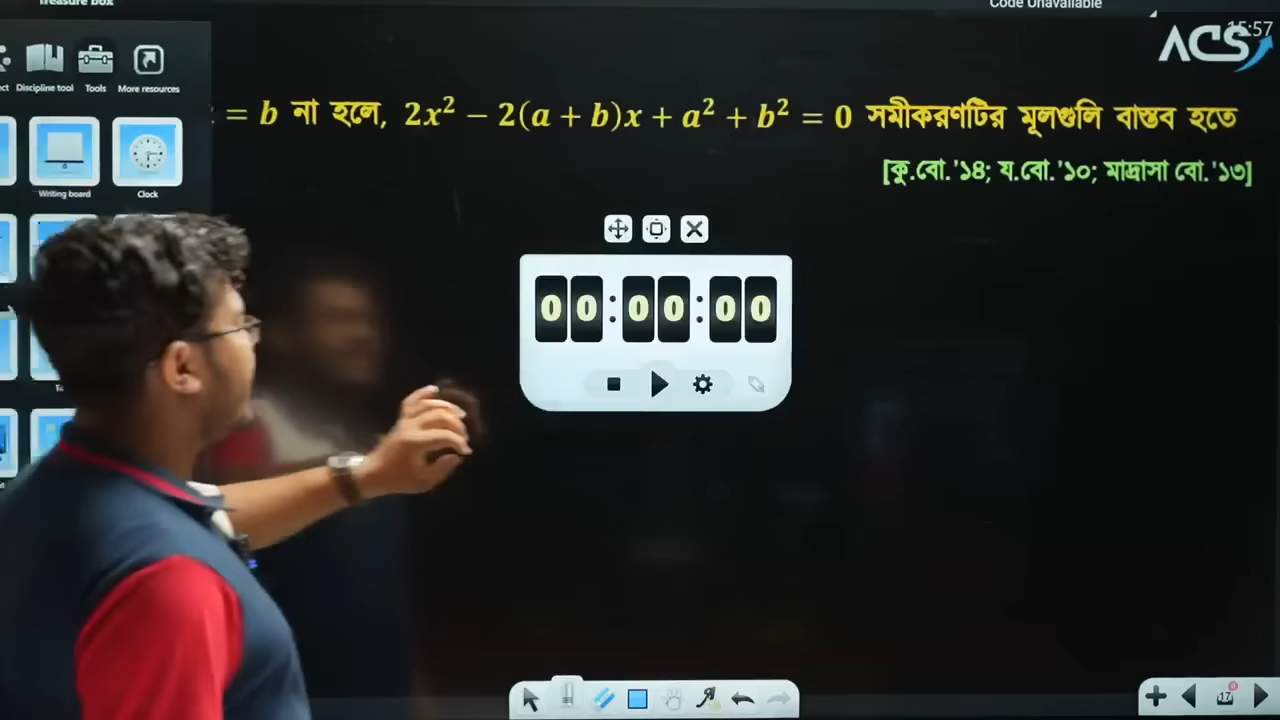 Treasure box
Code Unavailable
15:57
ACS
Discipline tool
Tools
More resources
Writing board
Clock
= b না হলে, 2x² − 2(a + b)x + a² + b² = 0 সমীকরণটির মূলগুলি বাস্তব হতে
[কু.বো.'১৪; য.বো.'১০; মাদ্রাসা বো.'১৩]
00:00:00
17